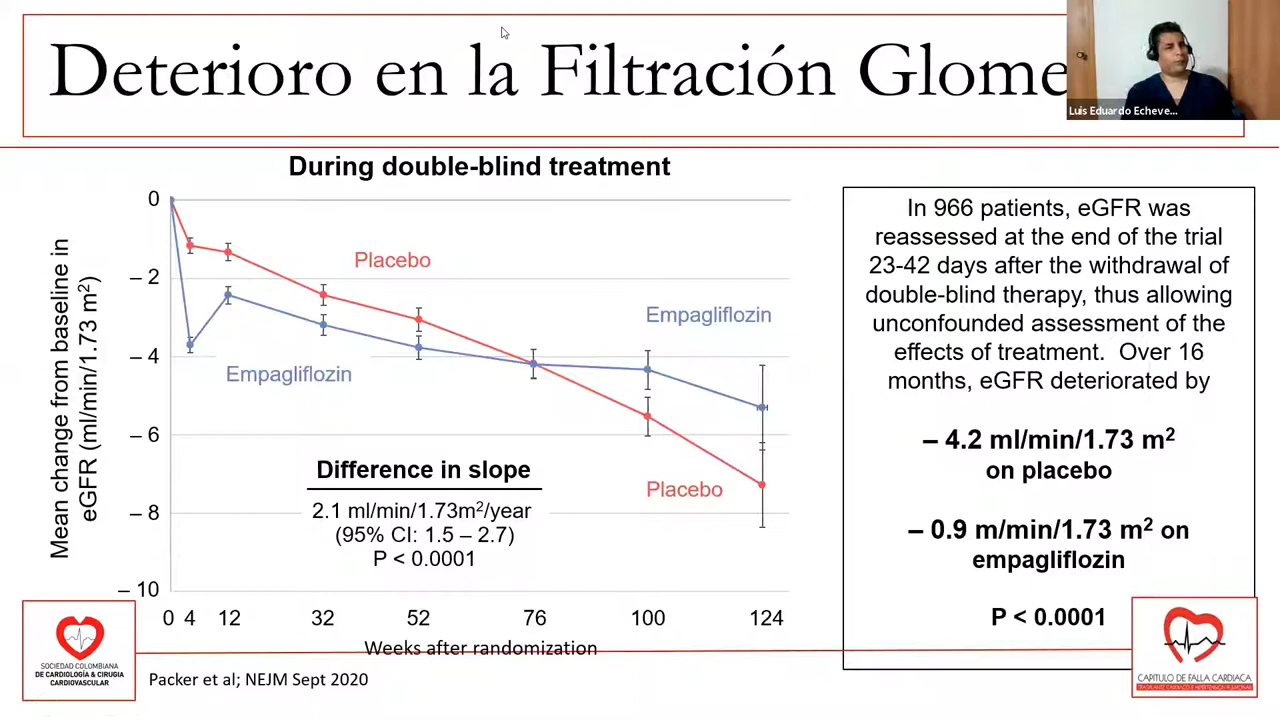 Deterioro en la Filtración Glome
Luis Eduardo Echeve...
During double-blind treatment
Mean change from baseline in
eGFR (ml/min/1.73 m²)
0
– 2
– 4
– 6
– 8
– 10
Placebo
Empagliflozin
Empagliflozin
Placebo
Difference in slope
2.1 ml/min/1.73m²/year
(95% CI: 1.5 – 2.7)
P < 0.0001
0 4 12 32 52 76 100 124
Weeks after randomization
In 966 patients, eGFR was
reassessed at the end of the trial
23-42 days after the withdrawal of
double-blind therapy, thus allowing
unconfounded assessment of the
effects of treatment. Over 16
months, eGFR deteriorated by
– 4.2 ml/min/1.73 m²
on placebo
– 0.9 m/min/1.73 m² on
empagliflozin
P < 0.0001
SOCIEDAD COLOMBIANA
DE CARDIOLOGÍA & CIRUGÍA
CARDIOVASCULAR
Packer et al; NEJM Sept 2020
CAPITULO DE FALLA CARDIACA
TRASPLANTE CARDIACO E HIPERTENSION PULMONAR